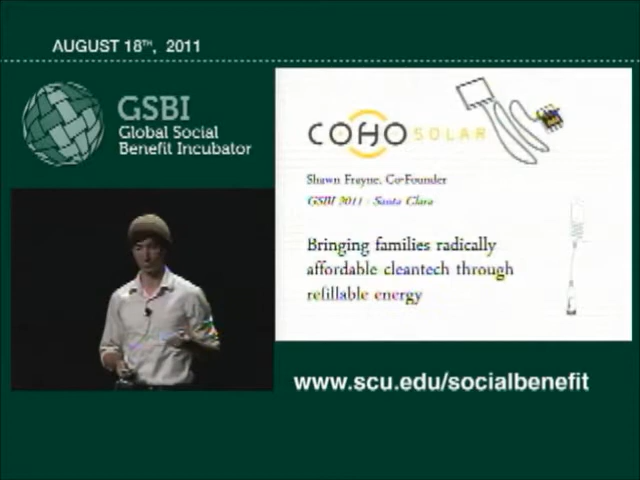 AUGUST 18TH, 2011
GSBI
Global Social
Benefit Incubator
COHO SOLAR
Shawn Frayne, Co-Founder
GSBI 2011 - Santa Clara
Bringing families radically
affordable cleantech through
refillable energy
www.scu.edu/socialbenefit